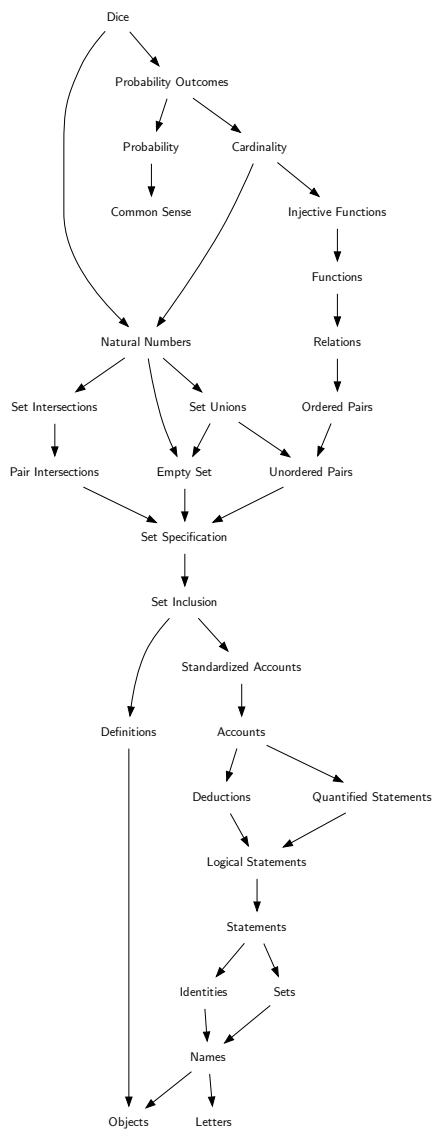 Dice
Probability Outcomes
Probability
Cardinality
Common Sense
Injective Functions
Functions
Natural Numbers
Relations
Set Intersections
Set Unions
Ordered Pairs
Pair Intersections
Empty Set
Unordered Pairs
Set Specification
Set Inclusion
Standardized Accounts
Definitions
Accounts
Deductions
Quantified Statements
Logical Statements
Statements
Identities
Sets
Names
Objects
Letters